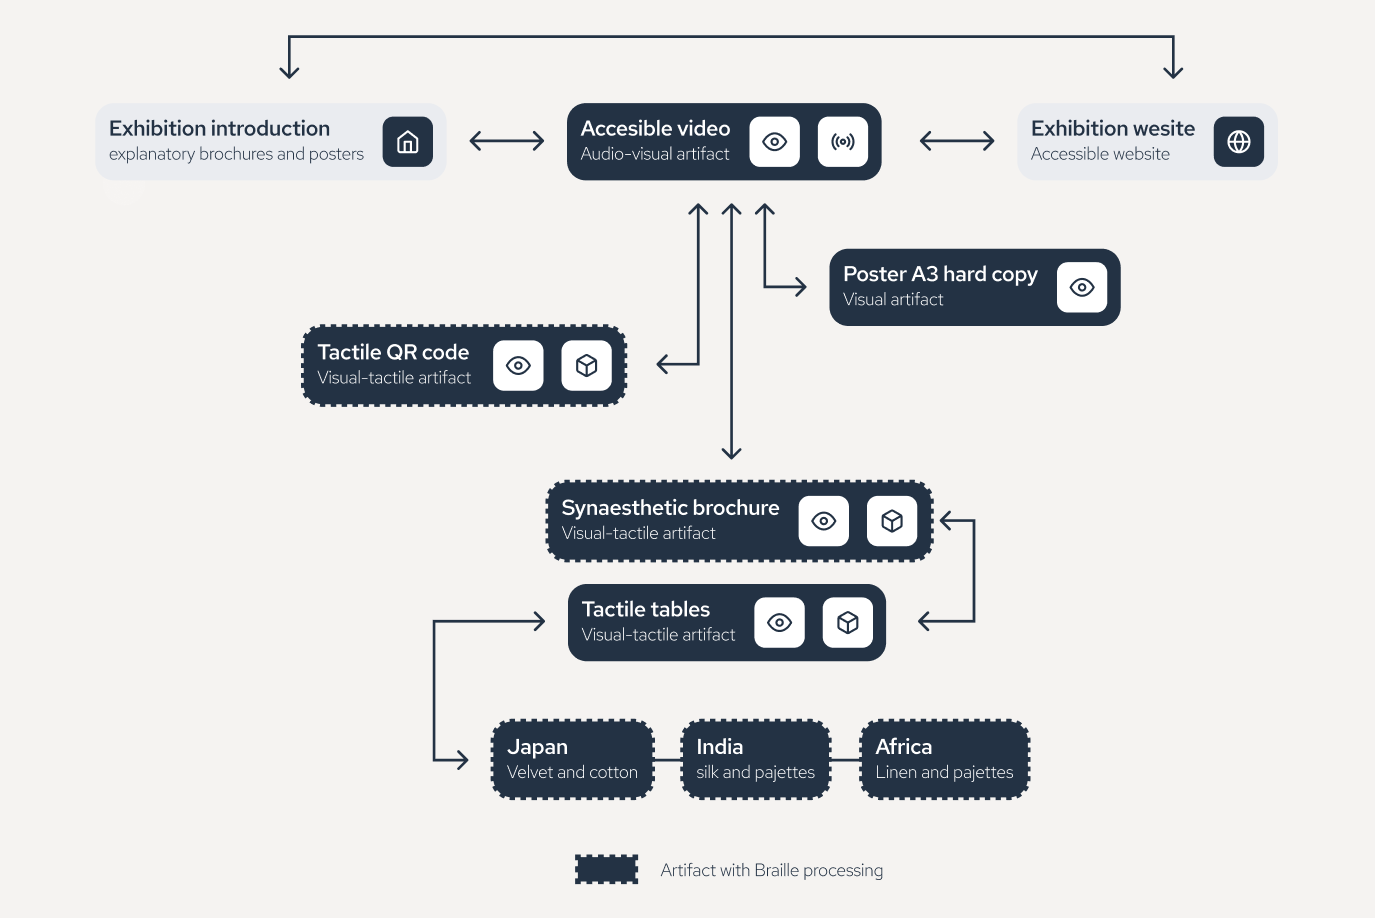 Exhibition introduction
explanatory brochures and posters
Accesible video
Audio-visual artifact
Exhibition wesite
Accessible website
Poster A3 hard copy
Visual artifact
Tactile QR code
Visual-tactile artifact
Synaesthetic brochure
Visual-tactile artifact
Tactile tables
Visual-tactile artifact
Japan
Velvet and cotton
India
silk and pajettes
Africa
Linen and pajettes
Artifact with Braille processing